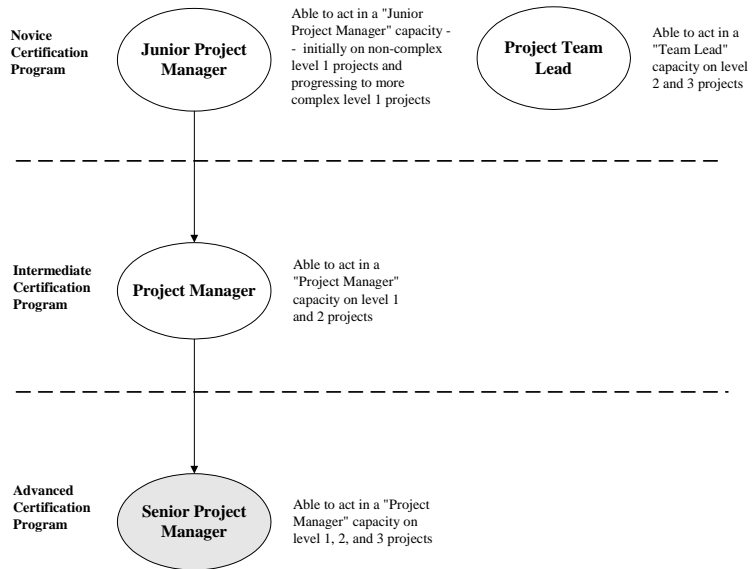 Novice
Certification
Program
Junior Project
Manager
Able to act in a "Junior
Project Manager" capacity -
- initially on non-complex
level 1 projects and
progressing to more
complex level 1 projects
Project Team
Lead
Able to act in a
"Team Lead"
capacity on level
2 and 3 projects
Intermediate
Certification
Program
Project Manager
Able to act in a
"Project Manager"
capacity on level 1
and 2 projects
Advanced
Certification
Program
Senior Project
Manager
Able to act in a "Project
Manager" capacity on
level 1, 2, and 3 projects